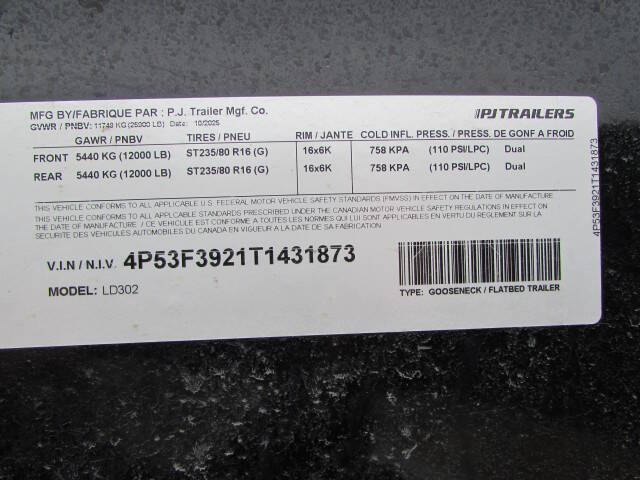 MFG BY/FABRIQUE PAR : P.J. Trailer Mfg. Co.
PJTRAILERS
GVWR / PNBV: 11748 KG (25900 LB) Date: 10/2025
GAWR / PNBV TIRES / PNEU RIM / JANTE COLD INFL. PRESS. / PRESS. DE GONF A FROID
FRONT 5440 KG (12000 LB) ST235/80 R16 (G) 16x6K 758 KPA (110 PSI/LPC) Dual
REAR 5440 KG (12000 LB) ST235/80 R16 (G) 16x6K 758 KPA (110 PSI/LPC) Dual
THIS VEHICLE CONFORMS TO ALL APPLICABLE U.S. FEDERAL MOTOR VEHICLE SAFETY STANDARDS (FMVSS) IN EFFECT ON THE DATE OF MANUFACTURE
THIS VEHICLE CONFORMS TO ALL APPLICABLE STANDARDS PRESCRIBED UNDER THE CANADIAN MOTOR VEHICLE SAFETY REGULATIONS IN EFFECT ON THE
DATE OF MANUFACTURE / CE VEHICULE EST CONFORME A TOUTES LES NORMES QUI LUI SONT APPLICABLES EN VERTU DU REGLEMENT SUR LA
SECURITE DES VEHICULES AUTOMOBILES DU CANADA EN VIGUEUR A LA DATE DE SA FABRICATION
V.I.N / N.I.V. 4P53F3921T1431873
MODEL: LD302
TYPE: GOOSENECK / FLATBED TRAILER
4P53F3921T1431873